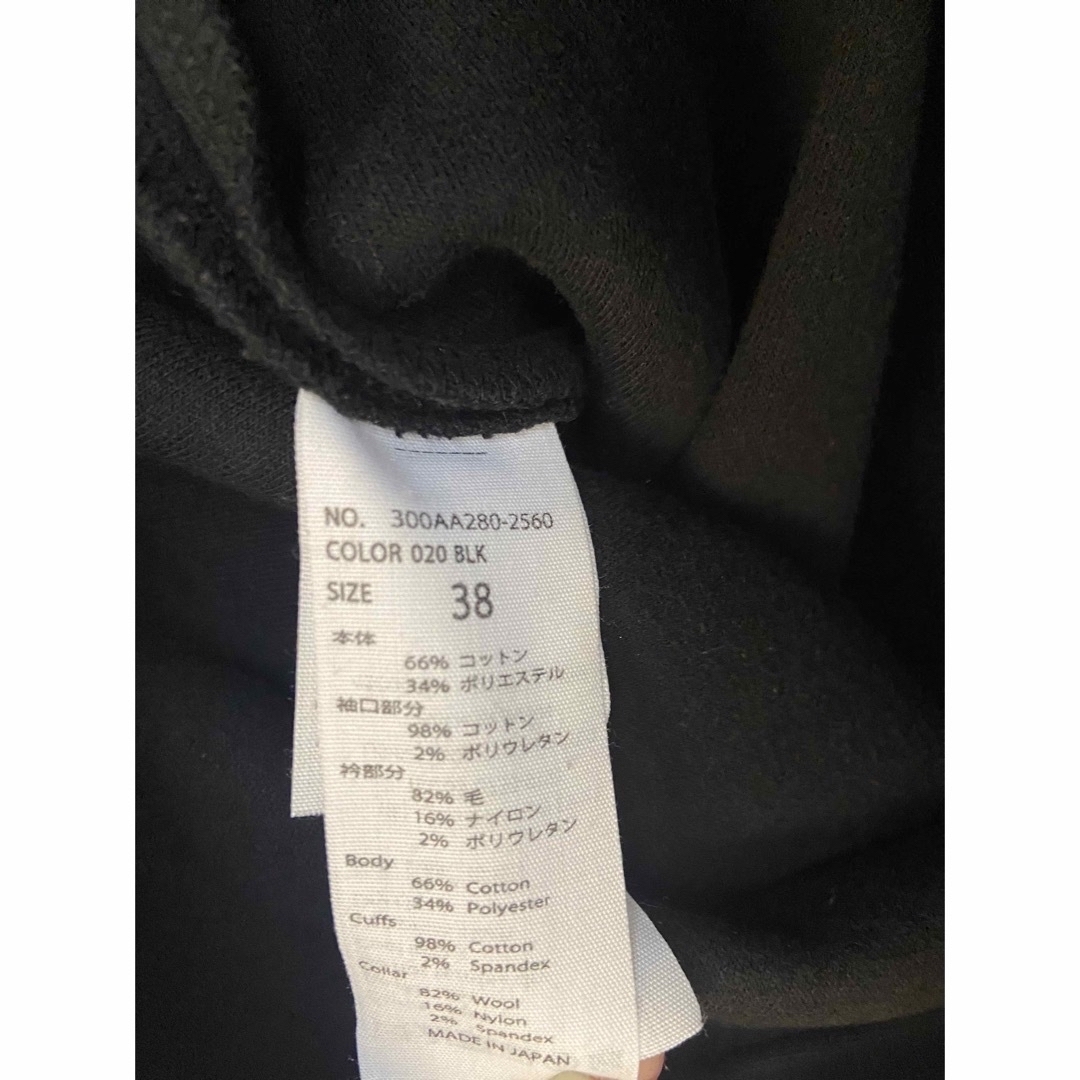 NO. 300AA280-2560
COLOR 020 BLK
SIZE 38
本体
66% コットン
34% ポリエステル
袖口部分
98% コットン
2% ポリウレタン
衿部分
82% 毛
16% ナイロン
2% ポリウレタン
Body
66% Cotton
34% Polyester
Cuffs
98% Cotton
2% Spandex
Collar
82% Wool
16% Nylon
2% Spandex
MADE IN JAPAN